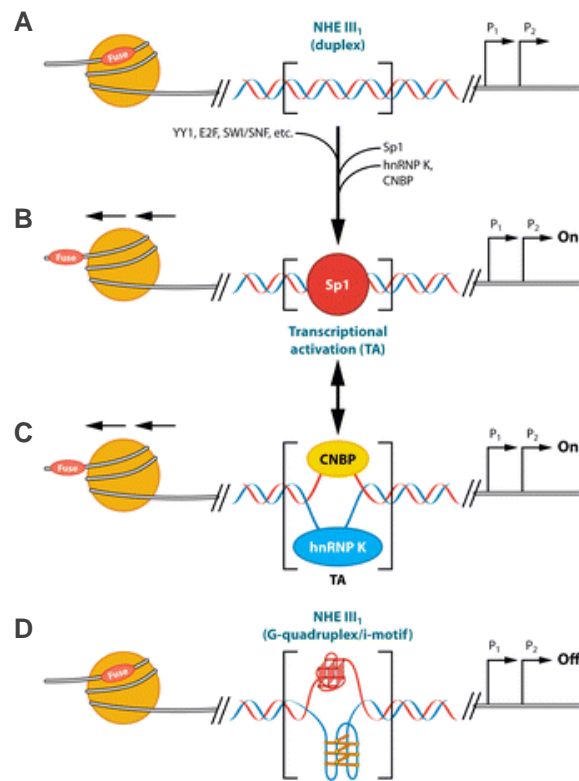 A
NHE III₁
(duplex)
P₁ P₂
Fuse
YY1, E2F, SWI/SNF, etc.
Sp1
hnRNP K,
CNBP
B
P₁ P₂ On
Fuse
Sp1
Transcriptional
activation (TA)
C
P₁ P₂ On
Fuse
CNBP
hnRNP K
TA
D
NHE III₁
(G-quadruplex/i-motif)
P₁ P₂ Off
Fuse